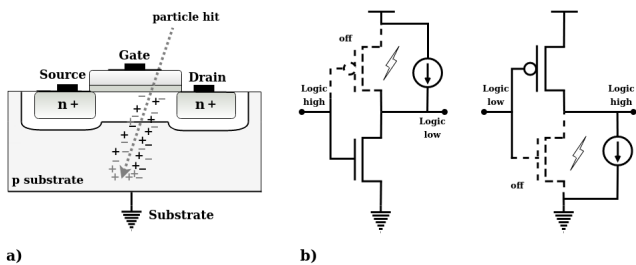 particle hit
Gate
Source
Drain
n +
n +
p substrate
Substrate
a)
off
Logic
high
Logic
low
b)
Logic
low
Logic
high
off